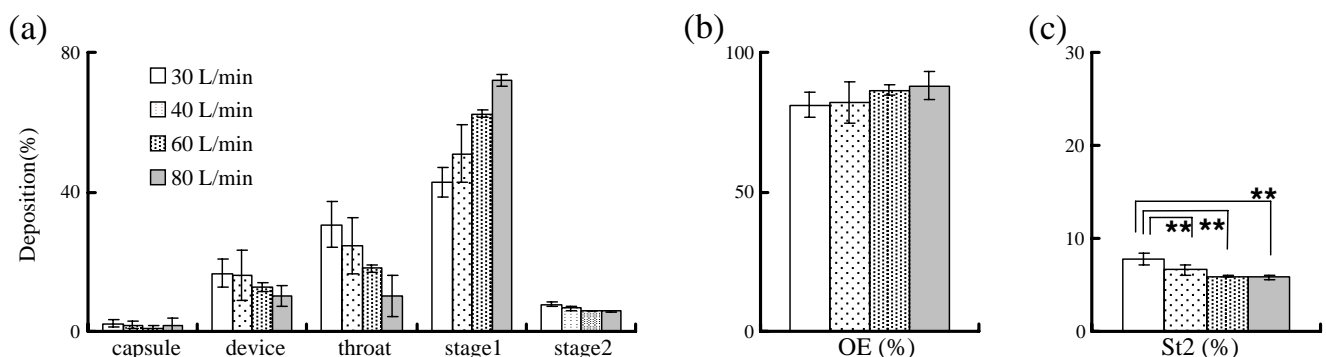 (a)
80
40
0
Deposition(%)
30 L/min
40 L/min
60 L/min
80 L/min
capsule device throat stage1 stage2
(b)
100
50
0
OE (%)
(c)
30
20
10
0
**
** **
St2 (%)